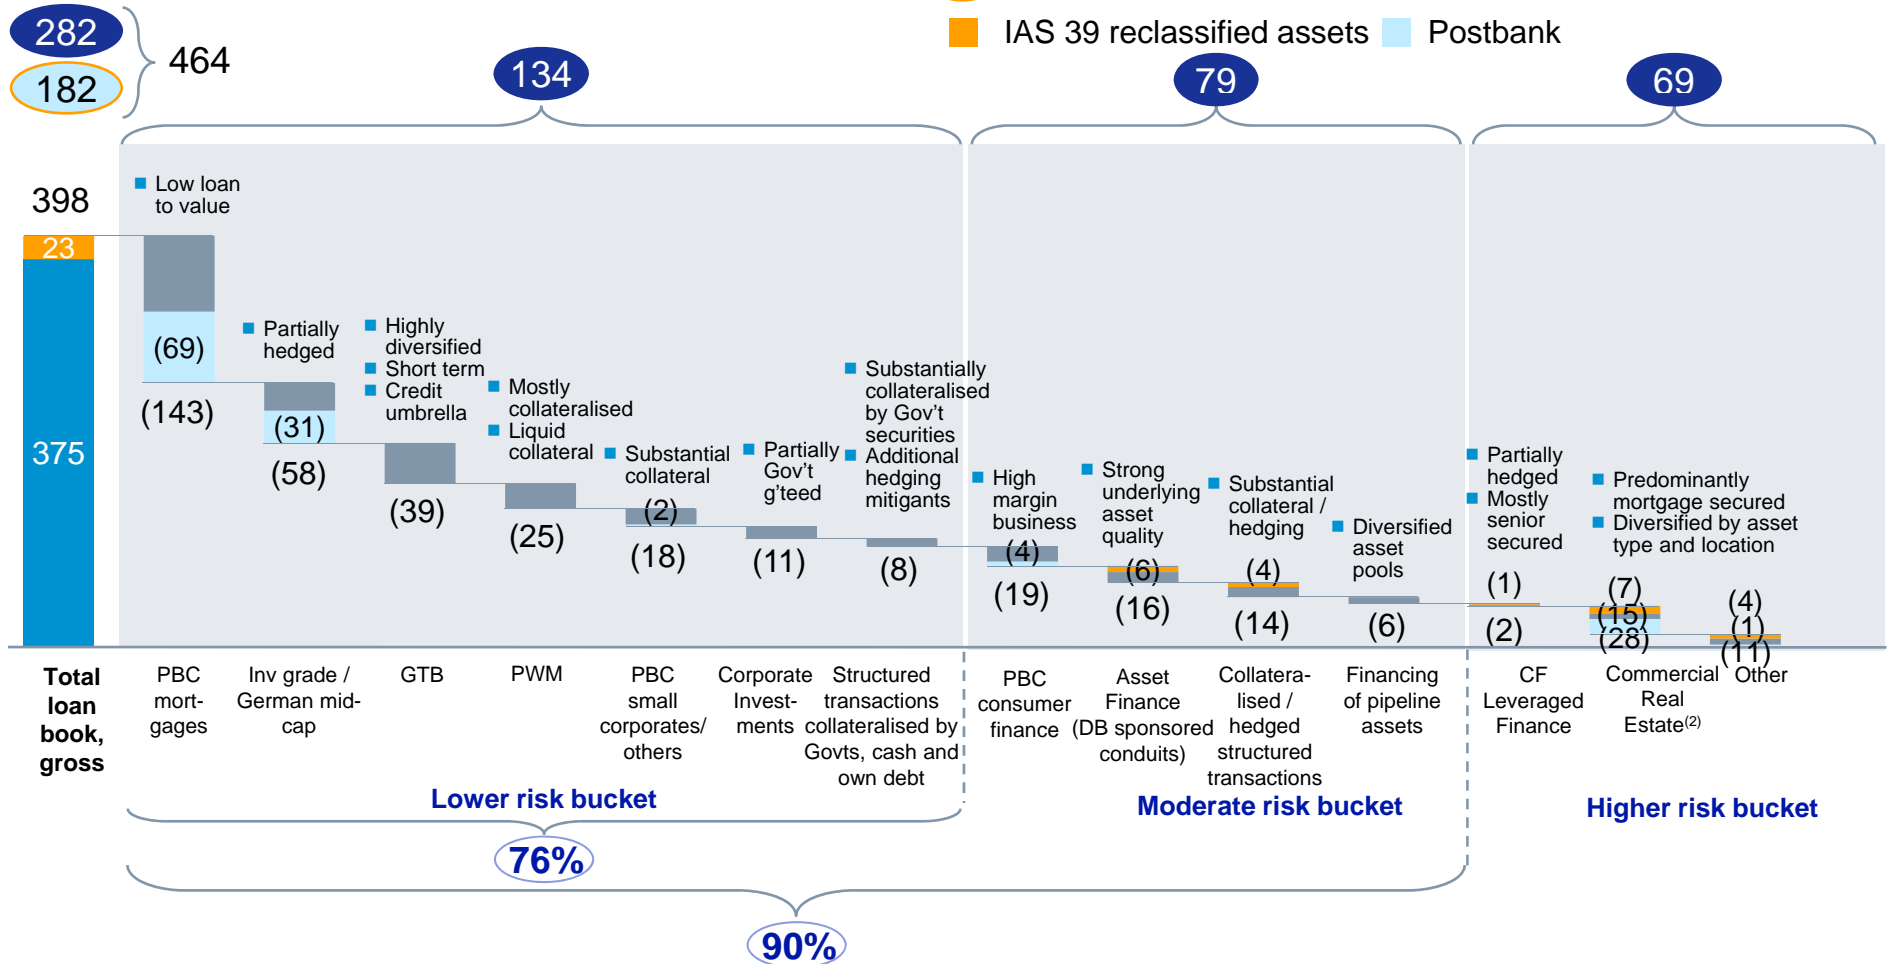 282
182
464
IAS 39 reclassified assets
Postbank
134
79
69
398
23
375
Low loan
to value
(69)
(143)
Partially
hedged
(31)
(58)
Highly
diversified
Short term
Credit
umbrella
(39)
Mostly
collateralised
Liquid
collateral
(25)
Substantial
collateral
(2)
(18)
Partially
Gov't
g'teed
(11)
Substantially
collateralised
by Gov't
securities
Additional
hedging
mitigants
(8)
High
margin
business
(4)
(19)
Strong
underlying
asset
quality
(6)
(16)
Substantial
collateral /
hedging
(4)
(14)
Diversified
asset
pools
(6)
Partially
hedged
Mostly
senior
secured
(1)
(2)
Predominantly
mortgage secured
Diversified by asset
type and location
(7)
(15)
(28)
(4)
(1)
(11)
Total
loan
book,
gross
PBC
mort-
gages
Inv grade /
German mid-
cap
GTB
PWM
PBC
small
corporates/
others
Corporate
Invest-
ments
Structured
transactions
collateralised by
Govts, cash and
own debt
PBC
consumer
finance
Asset
Finance
(DB sponsored
conduits)
Collatera-
lised /
hedged
structured
transactions
Financing
of pipeline
assets
CF
Leveraged
Finance
Commercial
Real
Estate(2)
Other
Lower risk bucket
Moderate risk bucket
Higher risk bucket
76%
90%